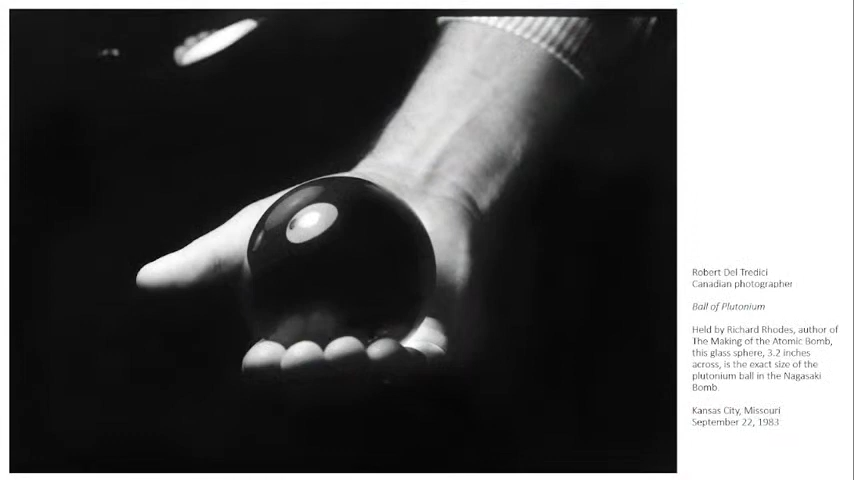 Robert Del Tredici
Canadian photographer
Ball of Plutonium
Held by Richard Rhodes, author of
The Making of the Atomic Bomb,
this glass sphere, 3.2 inches
across, is the exact size of the
plutonium ball in the Nagasaki
Bomb.
Kansas City, Missouri
September 22, 1983